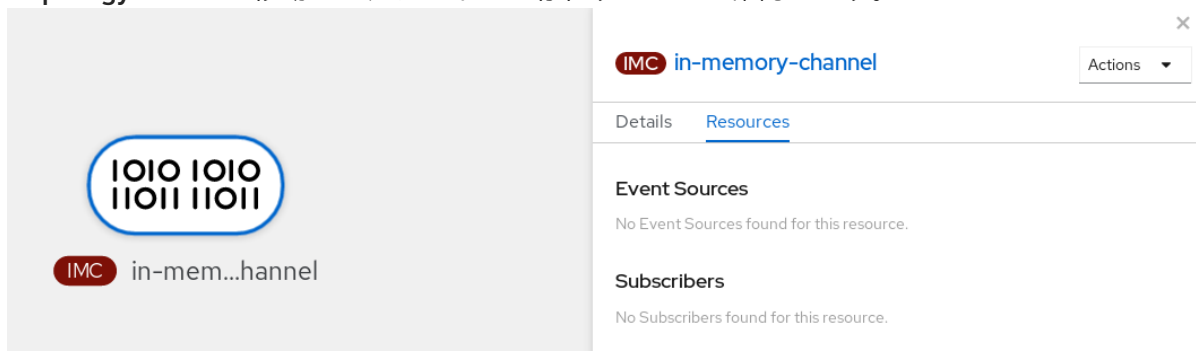 IMC in-memory-channel
Actions
Details Resources
1010 1010
11011 11011
IMC in-mem...hannel
Event Sources
No Event Sources found for this resource.
Subscribers
No Subscribers found for this resource.